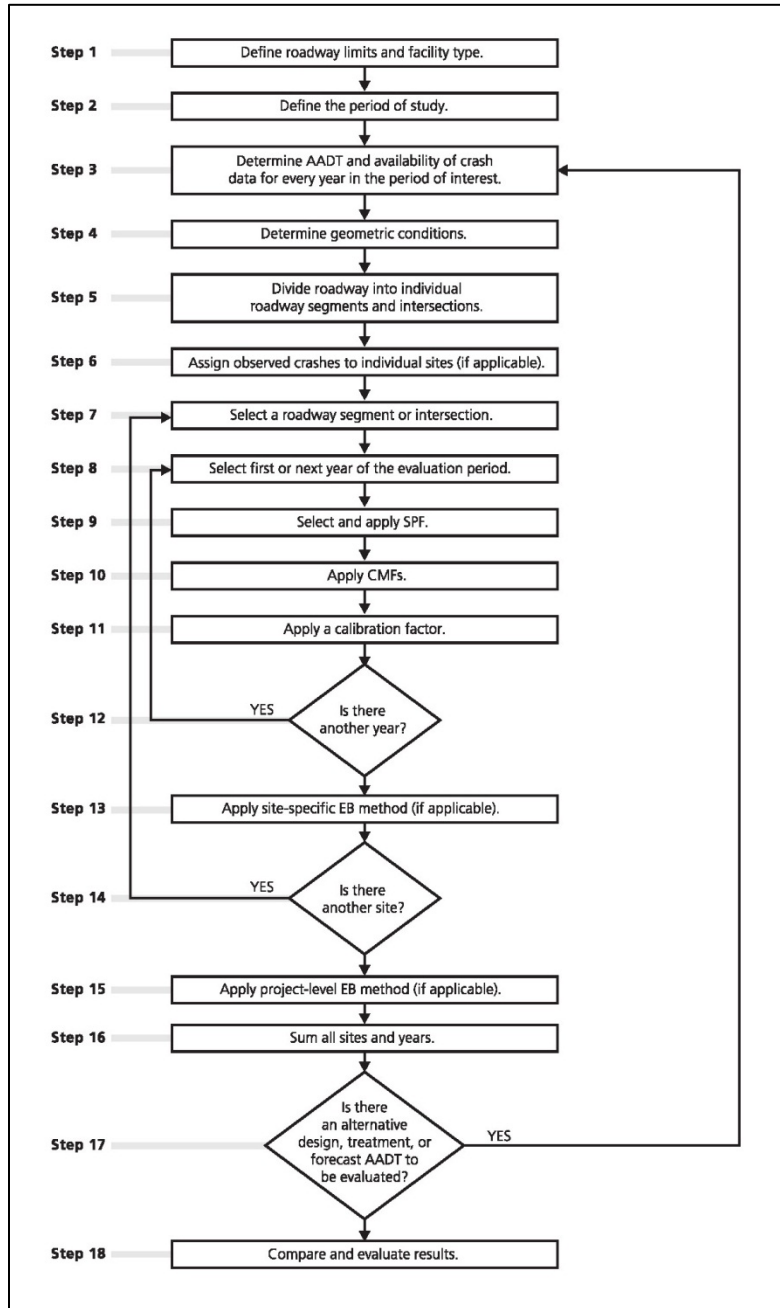 Step 1
Define roadway limits and facility type.
Step 2
Define the period of study.
Step 3
Determine AADT and availability of crash
data for every year in the period of interest.
Step 4
Determine geometric conditions.
Step 5
Divide roadway into individual
roadway segments and intersections.
Step 6
Assign observed crashes to individual sites (if applicable).
Step 7
Select a roadway segment or intersection.
Step 8
Select first or next year of the evaluation period.
Step 9
Select and apply SPF.
Step 10
Apply CMFs.
Step 11
Apply a calibration factor.
Step 12
YES
Is there
another year?
Step 13
Apply site-specific EB method (if applicable).
Step 14
YES
Is there
another site?
Step 15
Apply project-level EB method (if applicable).
Step 16
Sum all sites and years.
Step 17
Is there
an alternative
design, treatment, or
forecast AADT to
be evaluated?
YES
Step 18
Compare and evaluate results.